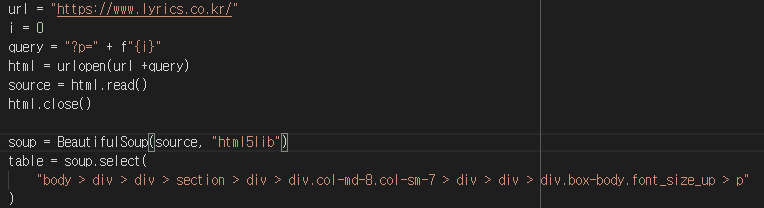 url = "https://www.lyrics.co.kr/"
i = 0
query = "?p=" + f"{i}"
html = urlopen(url +query)
source = html.read()
html.close()
soup = BeautifulSoup(source, "html5lib")
table = soup.select(
"body > div > div > section > div > div.col-md-8.col-sm-7 > div > div > div.box-body.font_size_up > p"
)